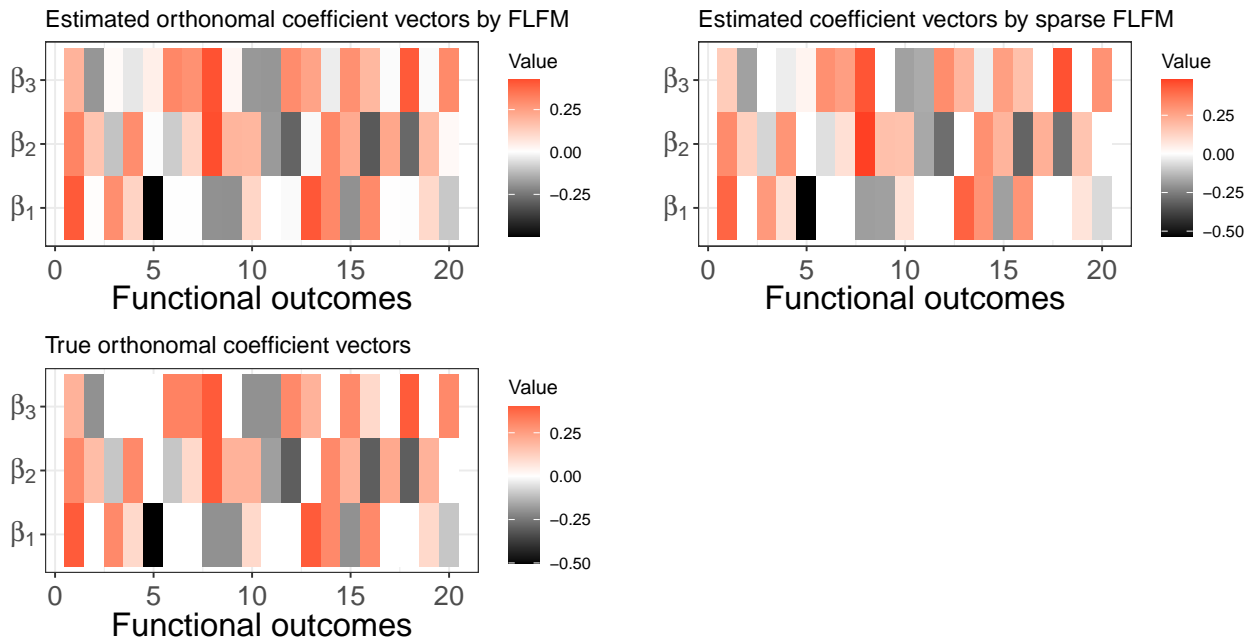 Estimated orthonomal coefficient vectors by FLFM
β3
β2
β1
0 5 10 15 20
Functional outcomes
Value
0.25
0.00
−0.25
Estimated coefficient vectors by sparse FLFM
β3
β2
β1
0 5 10 15 20
Functional outcomes
Value
0.25
0.00
−0.25
−0.50
True orthonomal coefficient vectors
β3
β2
β1
0 5 10 15 20
Functional outcomes
Value
0.25
0.00
−0.25
−0.50